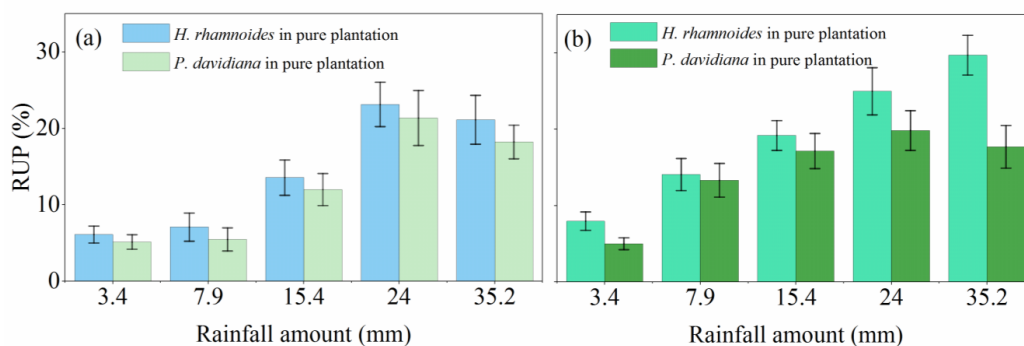 (a)
H. rhamnoides in pure plantation
P. davidiana in pure plantation
RUP (%)
30
20
10
0
3.4 7.9 15.4 24 35.2
Rainfall amount (mm)
(b)
H. rhamnoides in pure plantation
P. davidiana in pure plantation
3.4 7.9 15.4 24 35.2
Rainfall amount (mm)